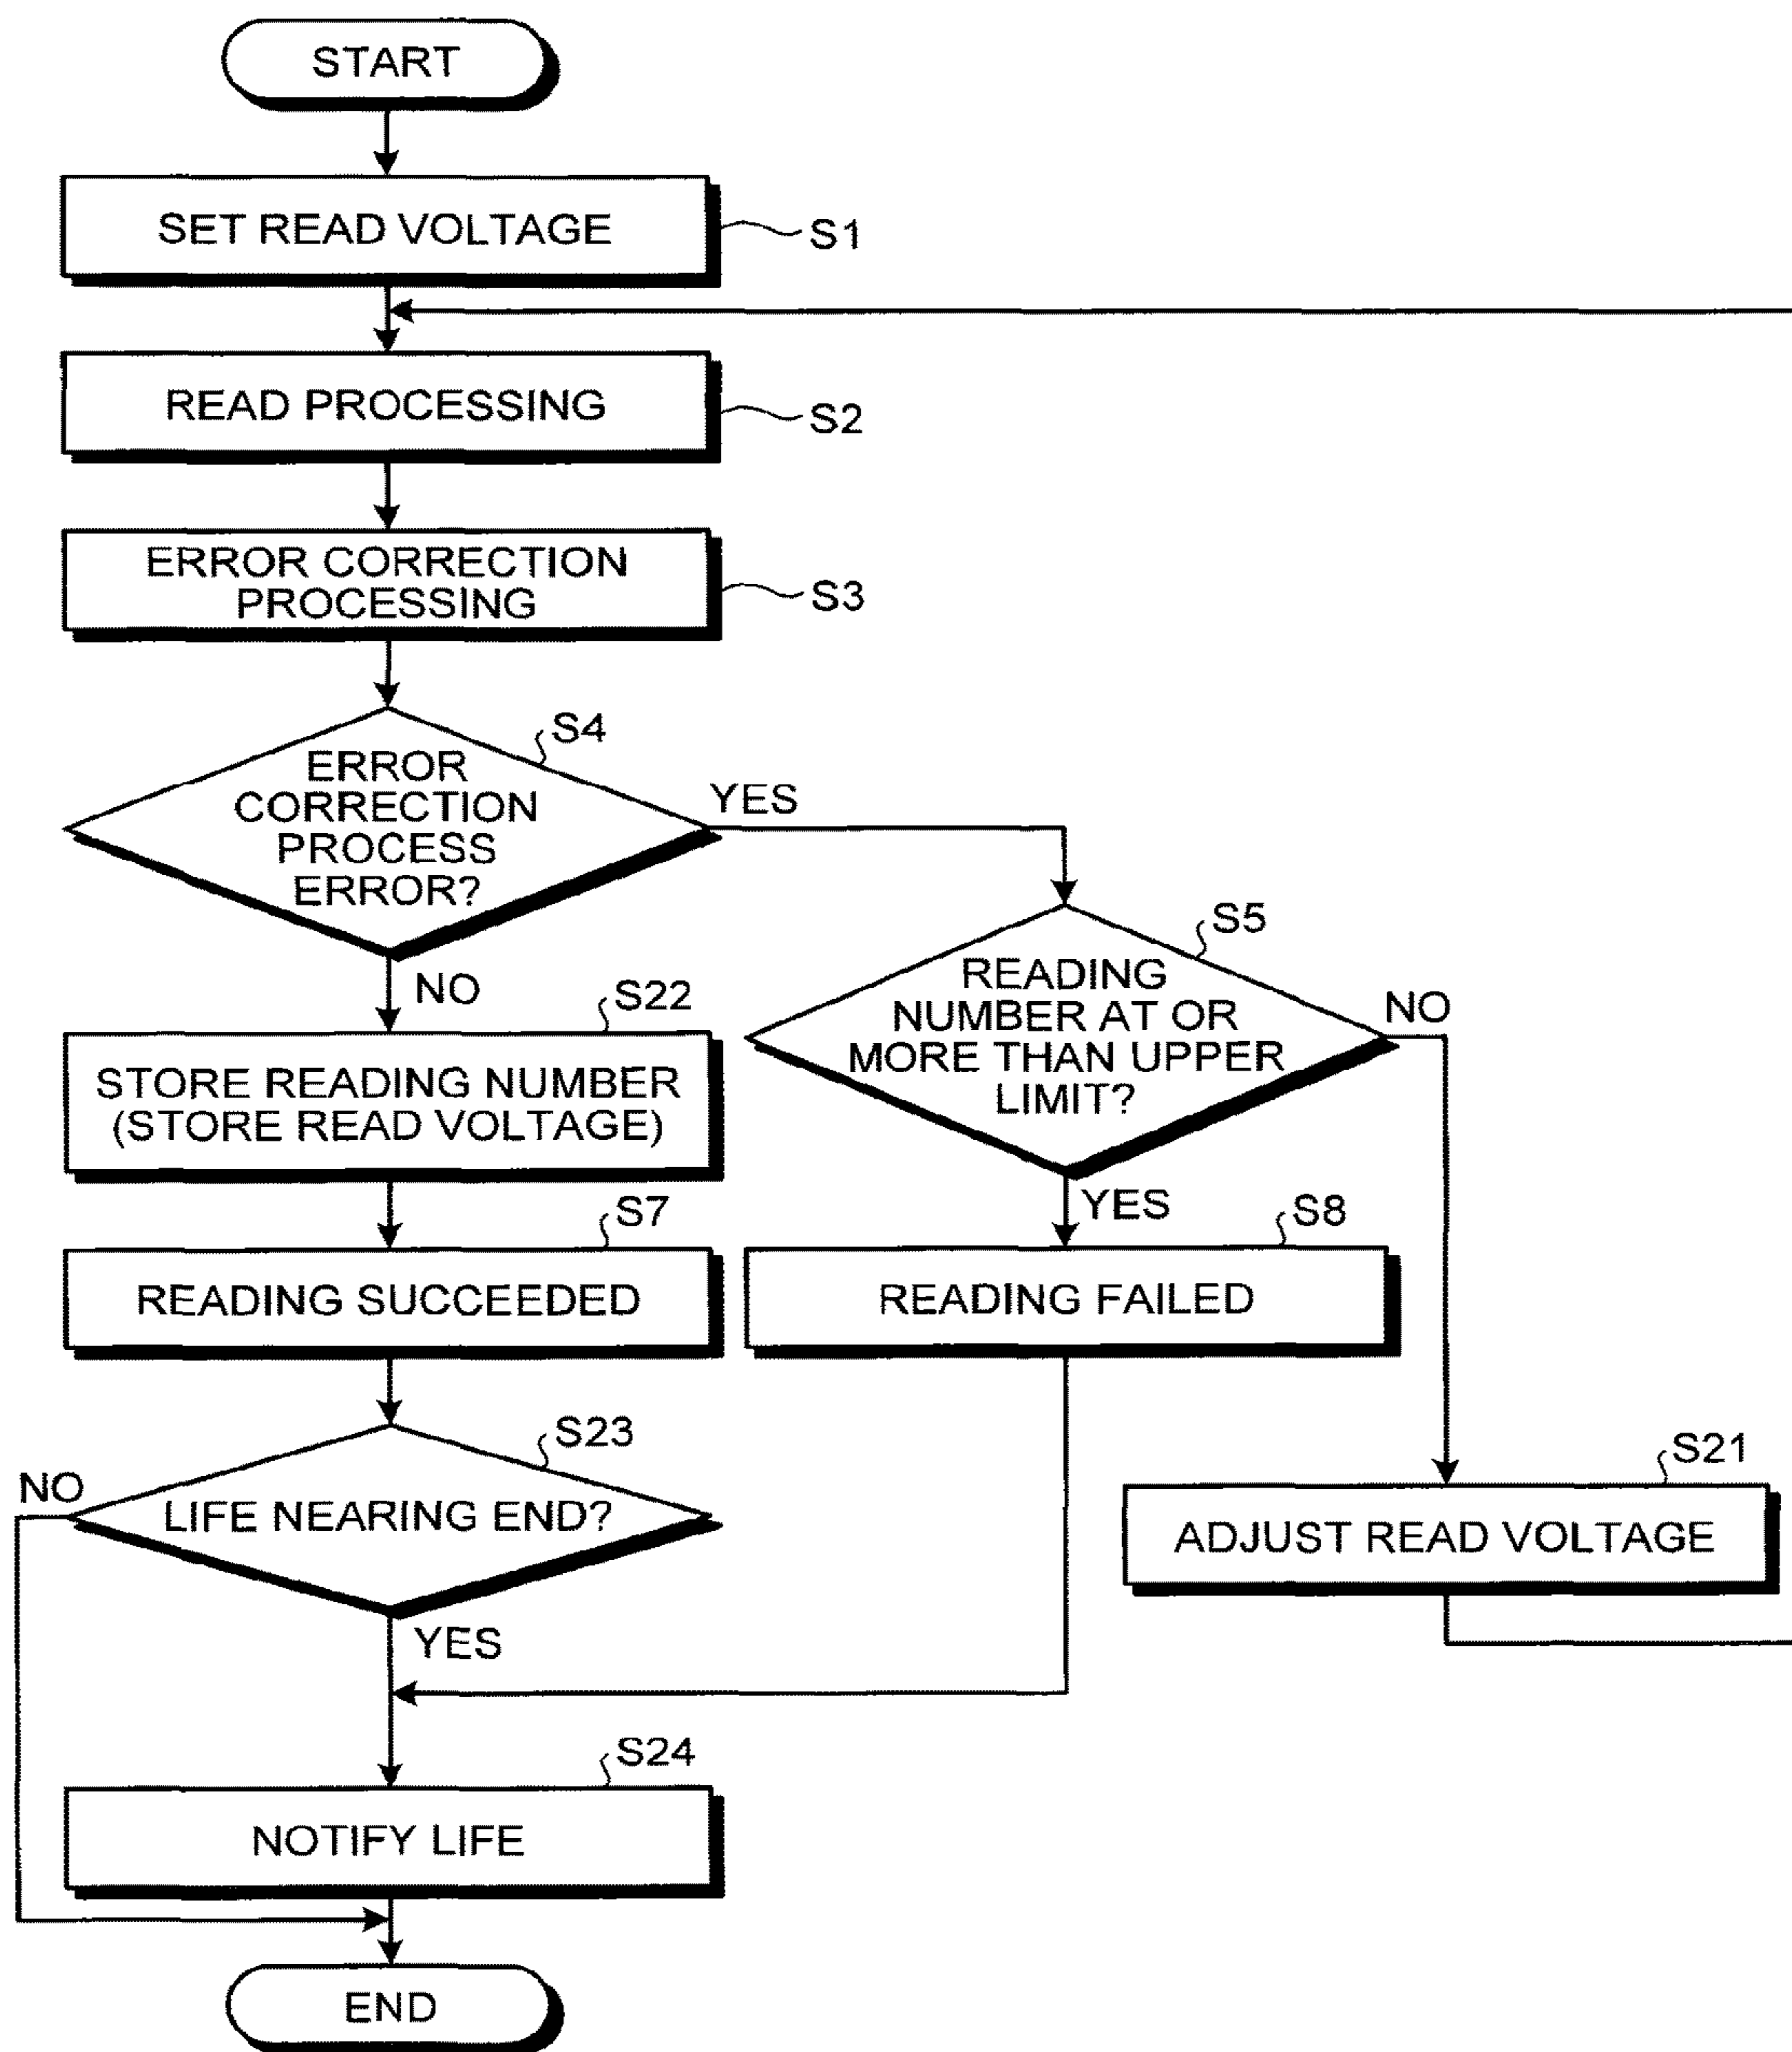 START
SET READ VOLTAGE
S1
READ PROCESSING
S2
ERROR CORRECTION
PROCESSING
S3
S4
ERROR
CORRECTION
PROCESS
ERROR?
YES
NO
S5
READING
NUMBER AT OR
MORE THAN UPPER
LIMIT?
NO
YES
S22
STORE READING NUMBER
(STORE READ VOLTAGE)
S7
READING SUCCEEDED
S8
READING FAILED
S23
LIFE NEARING END?
NO
YES
S21
ADJUST READ VOLTAGE
S24
NOTIFY LIFE
END